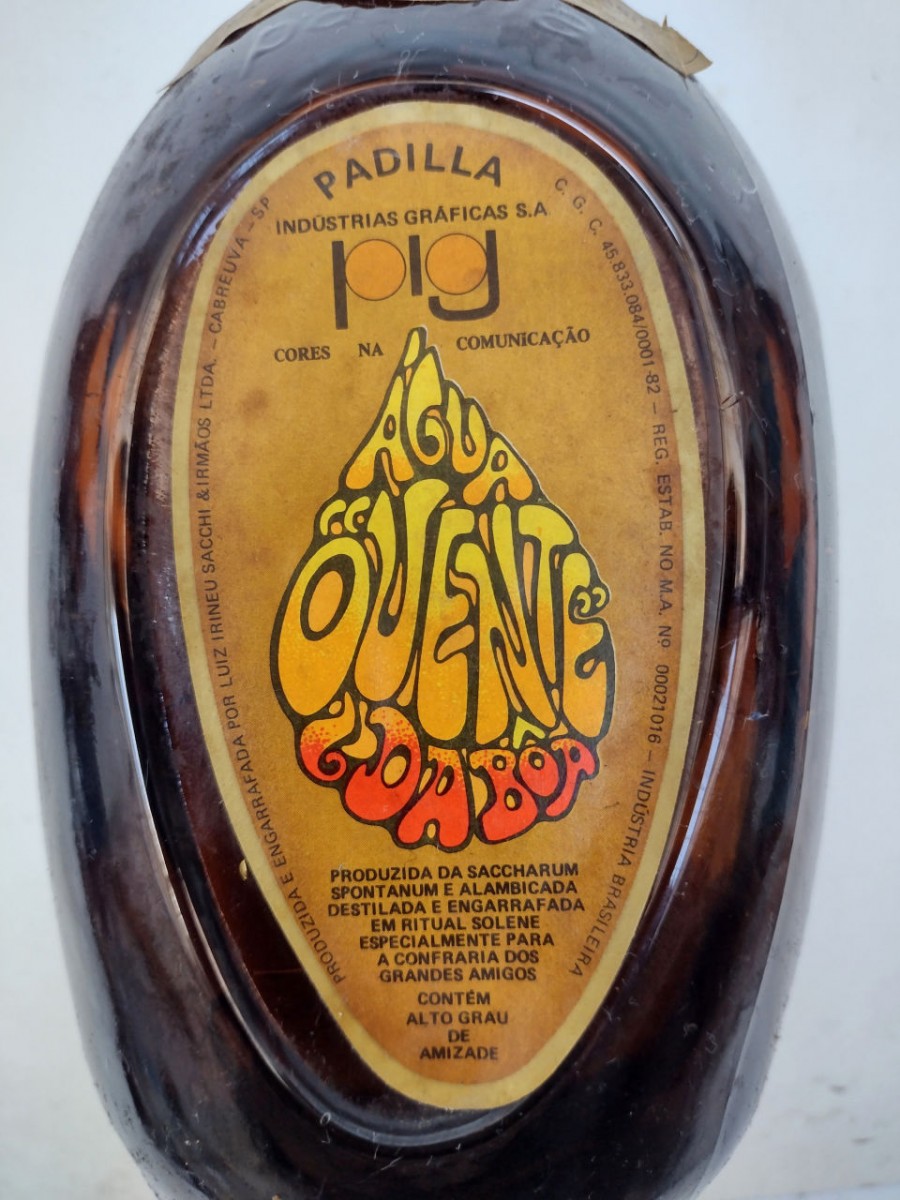 PADILLA
INDÚSTRIAS GRÁFICAS S.A
pig
CORES NA COMUNICAÇÃO
ÁGUA
QUENTE
DA BÔA
PRODUZIDA DA SACCHARUM
SPONTANUM E ALAMBICADA
DESTILADA E ENGARRAFADA
EM RITUAL SOLENE
ESPECIALMENTE PARA
A CONFRARIA DOS
GRANDES AMIGOS
CONTÉM
ALTO GRAU
DE
AMIZADE
PRODUZIDA E ENGARRAFADA POR LUIZ IRINEU SACCHI & IRMÃOS LTDA. – CABREUVA – SP
C. G. C. 45.833.084/0001-82 – REG. ESTAB. NO M.A. Nº 00021016 – INDÚSTRIA BRASILEIRA